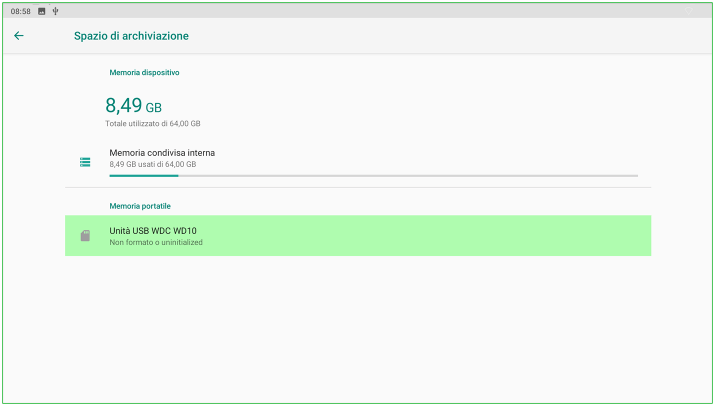 08:58
Spazio di archiviazione
Memoria dispositivo
8,49 GB
Totale utilizzato di 64,00 GB
Memoria condivisa interna
8,49 GB usati di 64,00 GB
Memoria portatile
Unità USB WDC WD10
Non formato o uninitialized